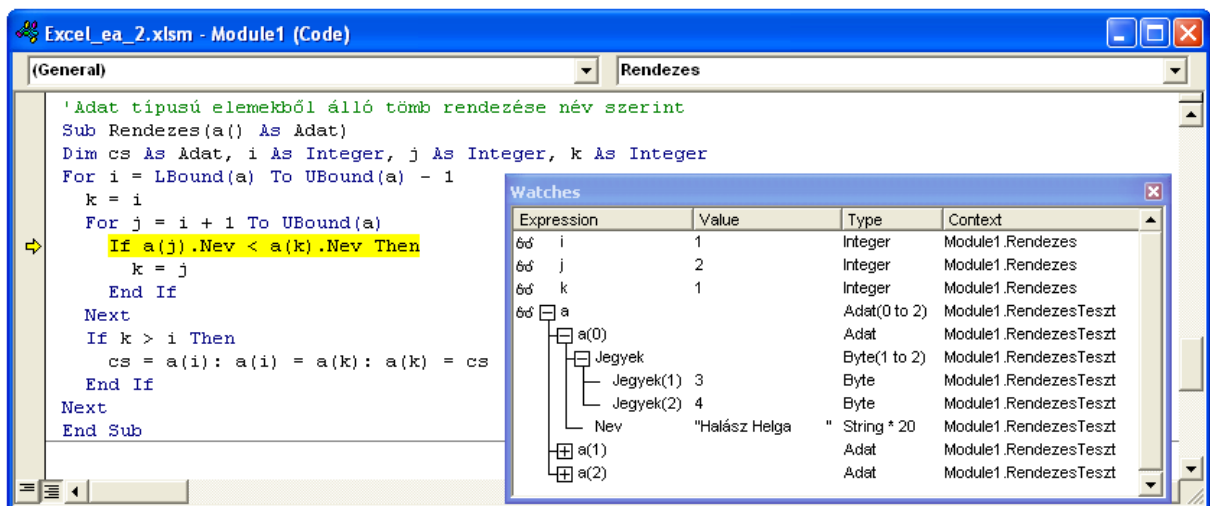 Excel_ea_2.xlsm - Module1 (Code)
(General) Rendezes
'Adat típusú elemekből álló tömb rendezése név szerint
Sub Rendezes(a() As Adat)
Dim cs As Adat, i As Integer, j As Integer, k As Integer
For i = LBound(a) To UBound(a) - 1
k = i
For j = i + 1 To UBound(a)
If a(j).Nev < a(k).Nev Then
k = j
End If
Next
If k > i Then
cs = a(i): a(i) = a(k): a(k) = cs
End If
Next
End Sub
Watches
Expression Value Type Context
i 1 Integer Module1.Rendezes
j 2 Integer Module1.Rendezes
k 1 Integer Module1.Rendezes
a Adat(0 to 2) Module1.RendezesTeszt
a(0) Adat Module1.RendezesTeszt
Jegyek Byte(1 to 2) Module1.RendezesTeszt
Jegyek(1) 3 Byte Module1.RendezesTeszt
Jegyek(2) 4 Byte Module1.RendezesTeszt
Nev "Halász Helga " String * 20 Module1.RendezesTeszt
a(1) Adat Module1.RendezesTeszt
a(2) Adat Module1.RendezesTeszt